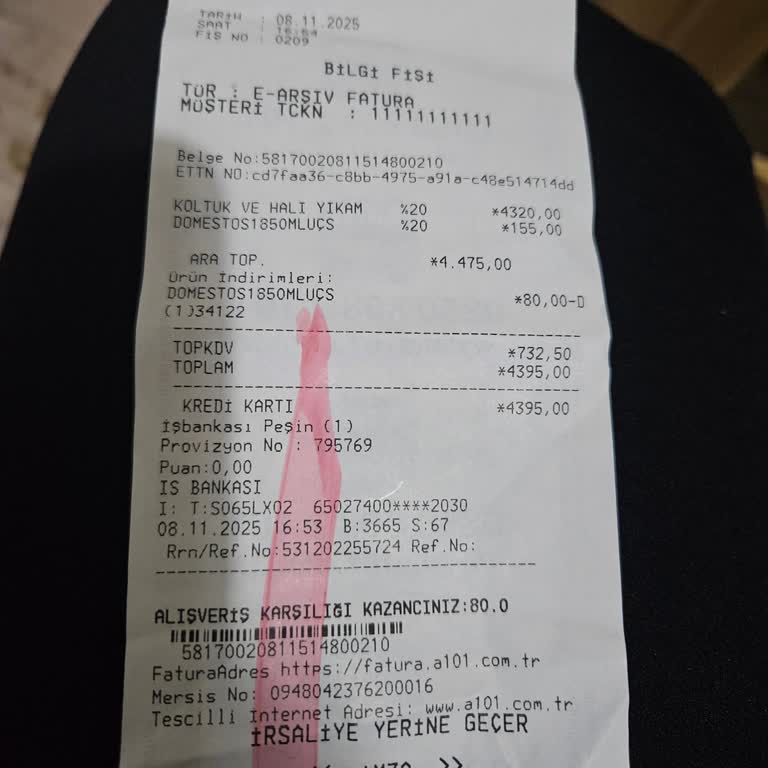 TARİH : 08.11.2025
SAAT : 16:54
FİŞ NO : 0209
BİLGİ FİŞİ
TÜR : E-ARŞİV FATURA
MÜŞTERİ TCKN : 11111111111
Belge No:58170020811514800210
ETTN NO:cd7faa36-c8bb-4975-a91a-c48e514714dd
KOLTUK VE HALI YIKAM %20 *4320,00
DOMESTOS1850MLUÇS %20 *155,00
ARA TOP. *4.475,00
Ürün İndirimleri:
DOMESTOS1850MLUÇS *80,00-D
(1)34122
TOPKDV *732,50
TOPLAM *4395,00
KREDİ KARTI *4395,00
İşbankası Peşin (1)
Provizyon No : 795769
Puan:0,00
IS BANKASI
I: T:S065LX02 65027400****2030
08.11.2025 16:53 B:3665 S:67
Rrn/Ref.No:531202255724 Ref.No:
ALIŞVERİŞ KARŞILIĞI KAZANCINIZ:80.0
58170020811514800210
FaturaAdres https://fatura.a101.com.tr
Mersis No: 0948042376200016
Tescilli İnternet Adresi: www.a101.com.tr
İRSALİYE YERİNE GEÇER
>>